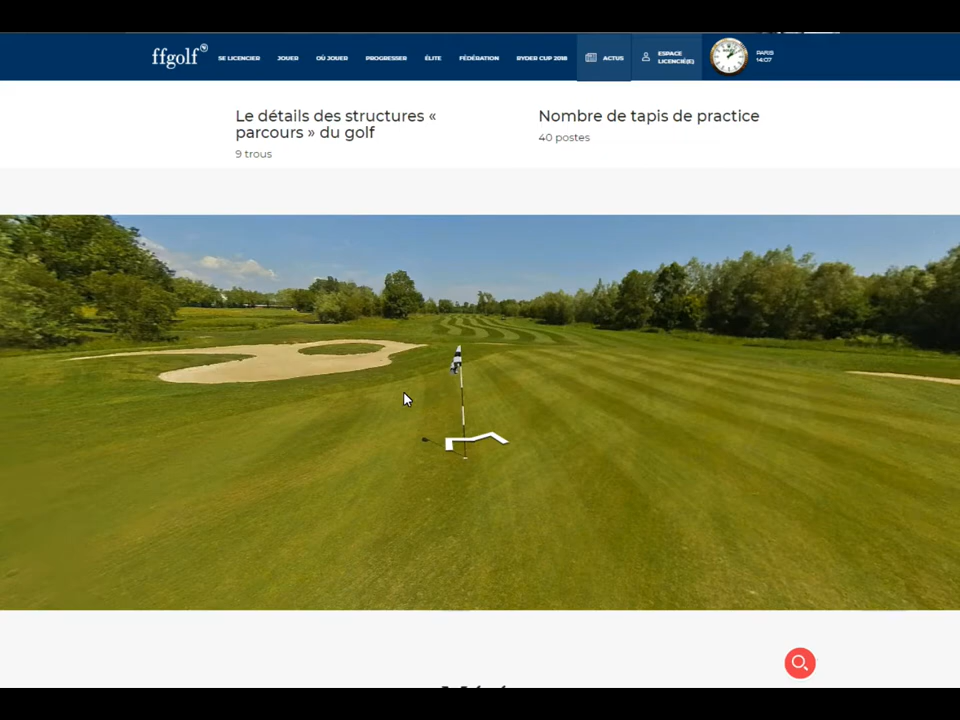 ffgolf
SE LICENCIER
JOUER
OÙ JOUER
PROGRESSER
ÉLITE
FÉDÉRATION
RYDER CUP 2018
ACTUS
ESPACE
LICENCIÉ(E)
PARIS
14:07
Le détails des structures «
parcours » du golf
9 trous
Nombre de tapis de practice
40 postes